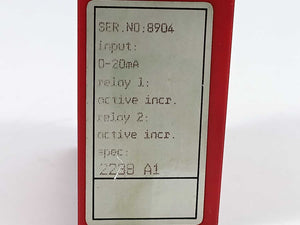 SER.NO:8904
input:
0-20mA
relay 1:
active incr.
relay 2:
active incr.
spec:
2238 A1